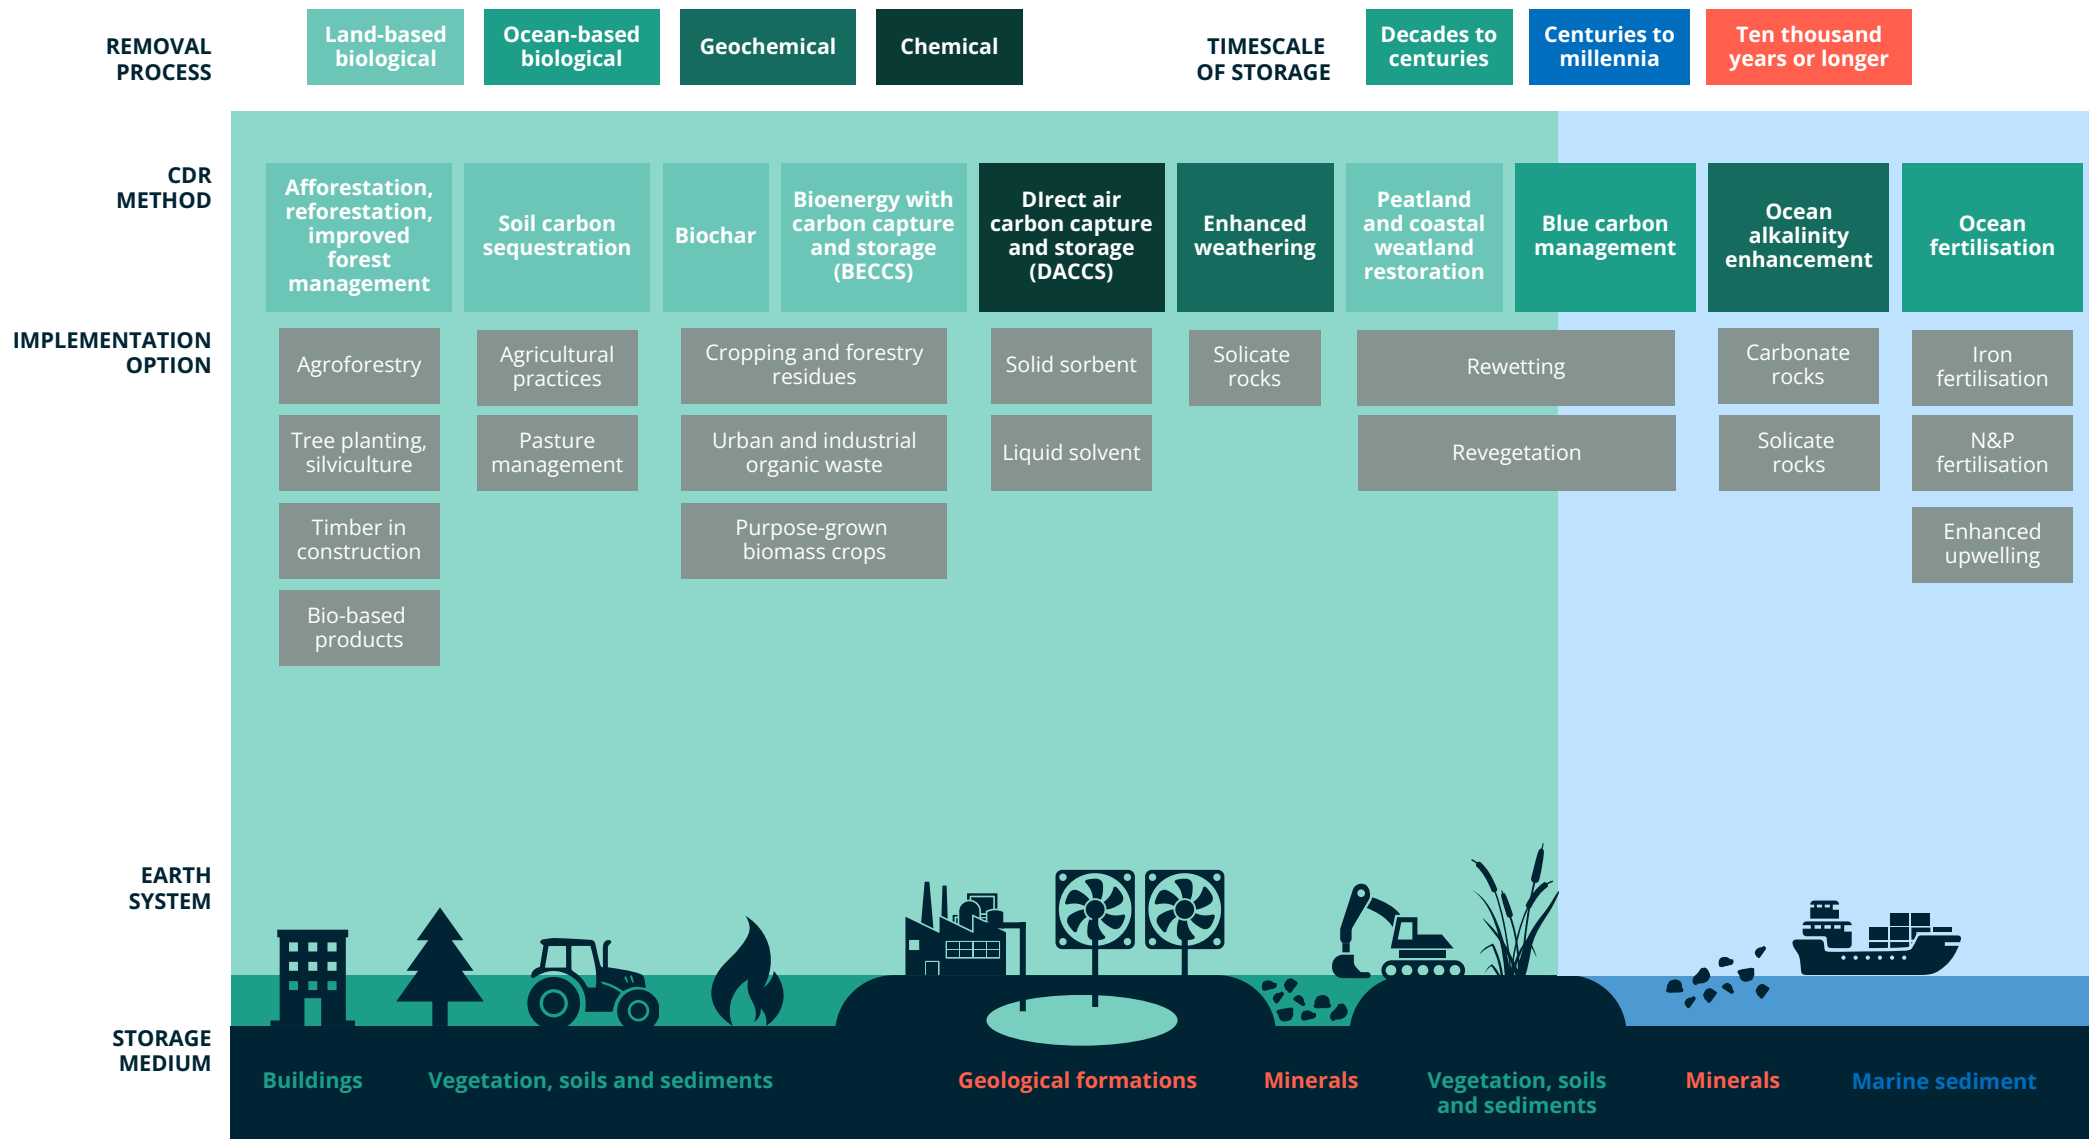 REMOVAL
PROCESS
Land-based
biological
Ocean-based
biological
Geochemical
Chemical
TIMESCALE
OF STORAGE
Decades to
centuries
Centuries to
millennia
Ten thousand
years or longer
CDR
METHOD
Afforestation,
reforestation,
improved
forest
management
Soil carbon
sequestration
Biochar
Bioenergy with
carbon capture
and storage
(BECCS)
DIrect air
carbon capture
and storage
(DACCS)
Enhanced
weathering
Peatland
and coastal
weatland
restoration
Blue carbon
management
Ocean
alkalinity
enhancement
Ocean
fertilisation
IMPLEMENTATION
OPTION
Agroforestry
Tree planting,
silviculture
Timber in
construction
Bio-based
products
Agricultural
practices
Pasture
management
Cropping and forestry
residues
Urban and industrial
organic waste
Purpose-grown
biomass crops
Solid sorbent
Liquid solvent
Solicate
rocks
Rewetting
Revegetation
Carbonate
rocks
Solicate
rocks
Iron
fertilisation
N&P
fertilisation
Enhanced
upwelling
EARTH
SYSTEM
STORAGE
MEDIUM
Buildings
Vegetation, soils and sediments
Geological formations
Minerals
Vegetation, soils
and sediments
Minerals
Marine sediment